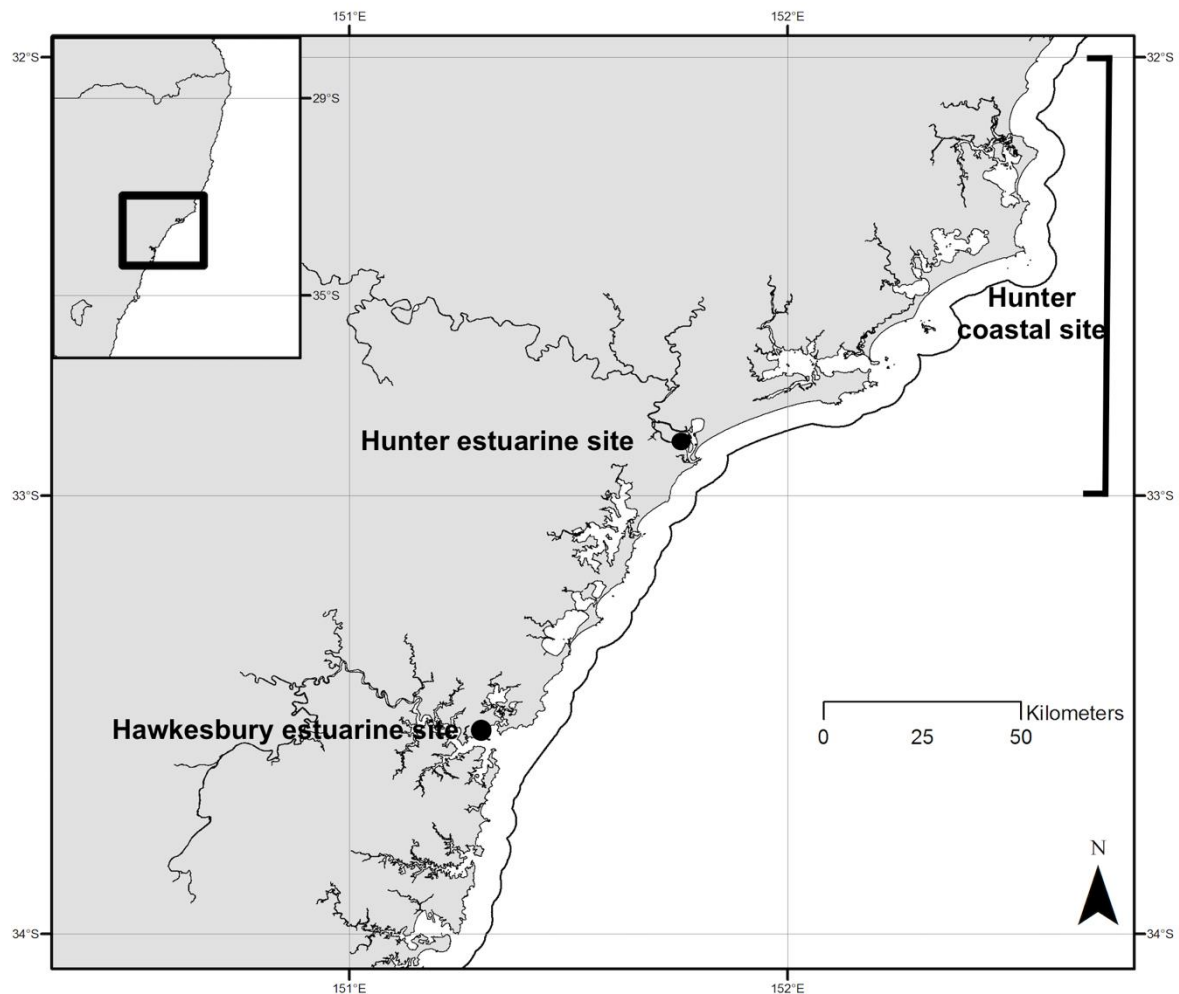 151°E 152°E
32°S 32°S
29°S
35°S
Hunter
coastal site
Hunter estuarine site
33°S 33°S
Hawkesbury estuarine site
Kilometers
0 25 50
N
34°S 34°S
151°E 152°E